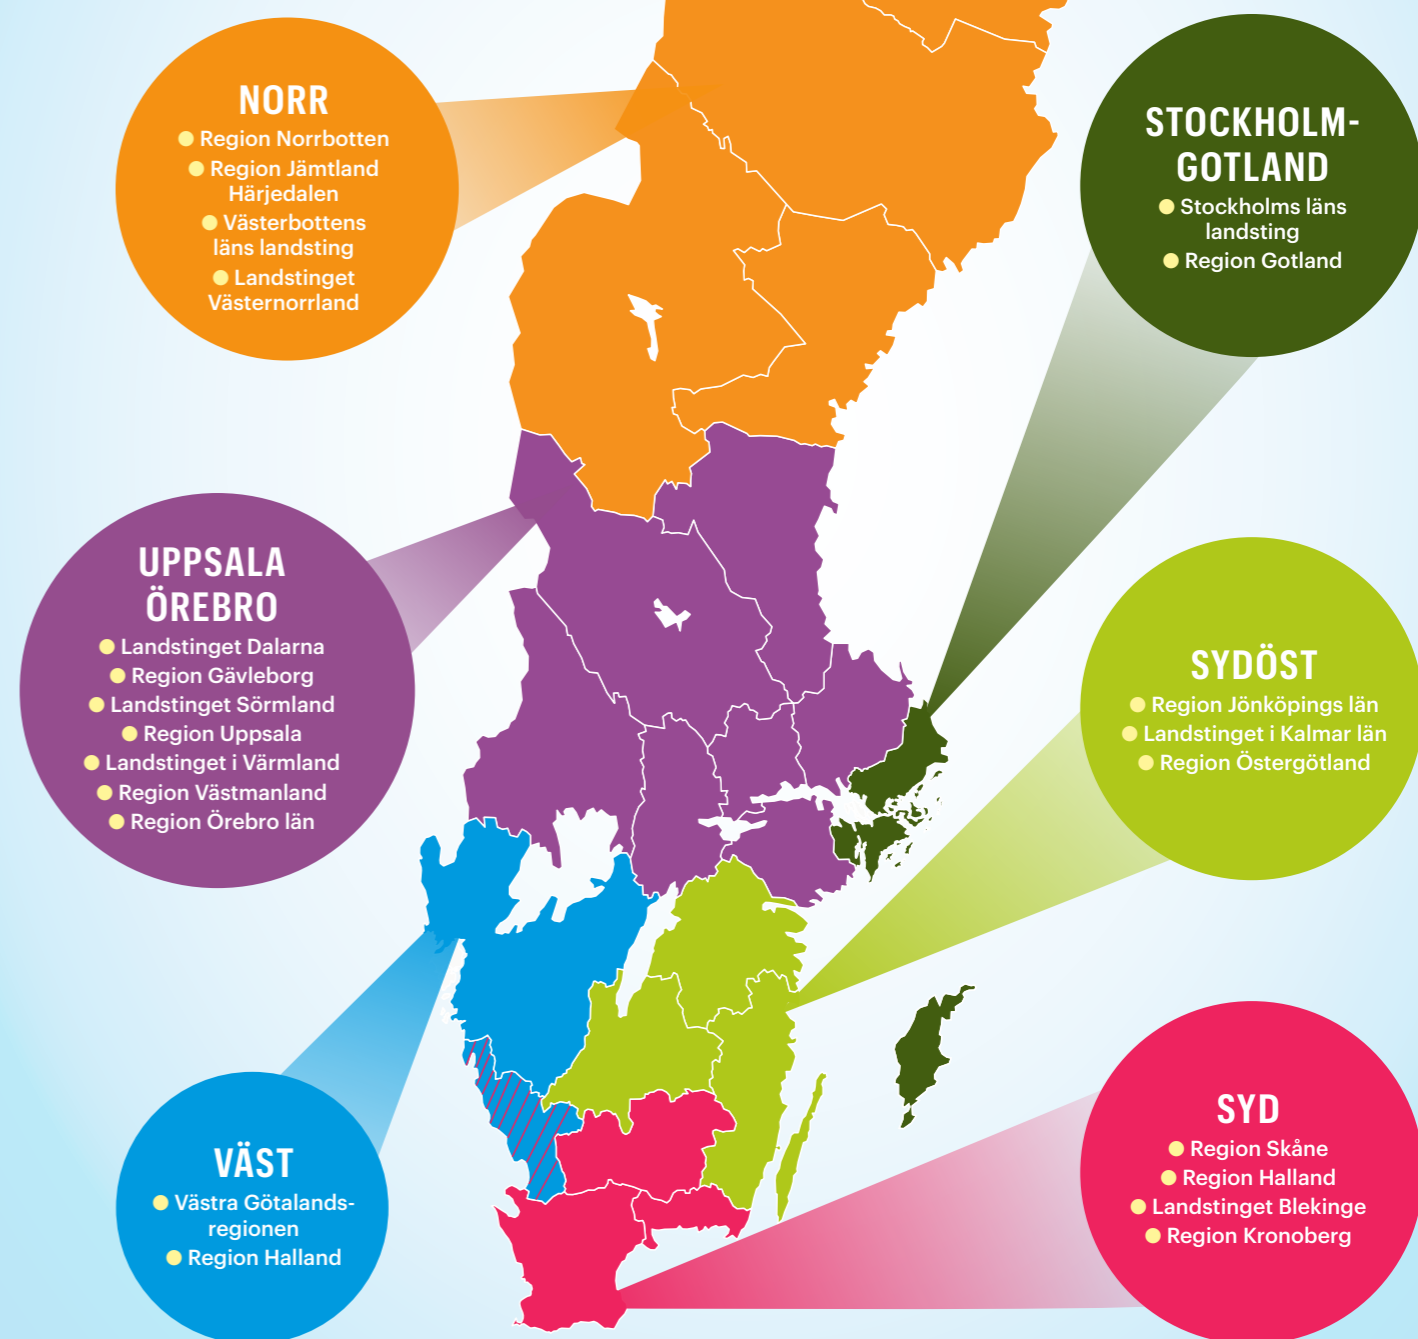 NORR
Region Norrbotten
Region Jämtland
Härjedalen
Västerbottens
läns landsting
Landstinget
Västernorrland
STOCKHOLM-
GOTLAND
Stockholms läns
landsting
Region Gotland
UPPSALA
ÖREBRO
Landstinget Dalarna
Region Gävleborg
Landstinget Sörmland
Region Uppsala
Landstinget i Värmland
Region Västmanland
Region Örebro län
SYDÖST
Region Jönköpings län
Landstinget i Kalmar län
Region Östergötland
VÄST
Västra Götalands-
regionen
Region Halland
SYD
Region Skåne
Region Halland
Landstinget Blekinge
Region Kronoberg